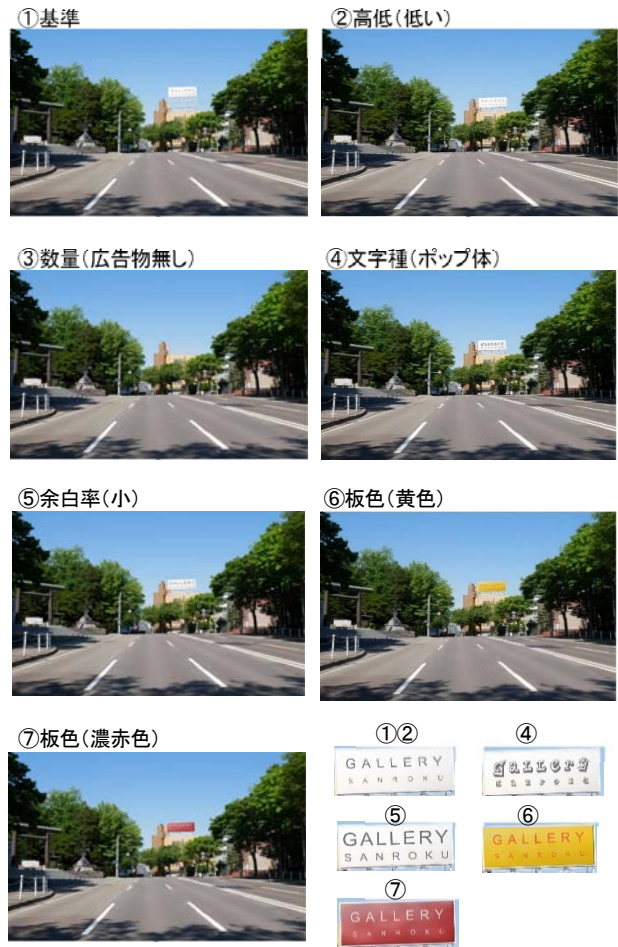 ①基準
②高低(低い)
③数量(広告物無し)
④文字種(ポップ体)
⑤余白率(小)
⑥板色(黄色)
⑦板色(濃赤色)
①②
GALLERY
SANROKU
④
Gallery
Sanroku
⑤
GALLERY
SANROKU
⑥
GALLERY
SANROKU
⑦
GALLERY
SANROKU